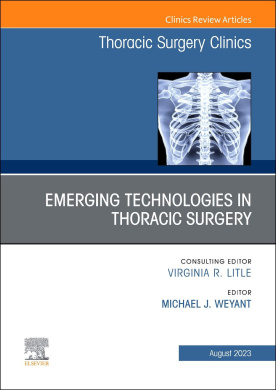 Clinics Review Articles
Thoracic Surgery Clinics
EMERGING TECHNOLOGIES IN
THORACIC SURGERY
CONSULTING EDITOR
VIRGINIA R. LITLE
EDITOR
MICHAEL J. WEYANT
ELSEVIER
August 2023